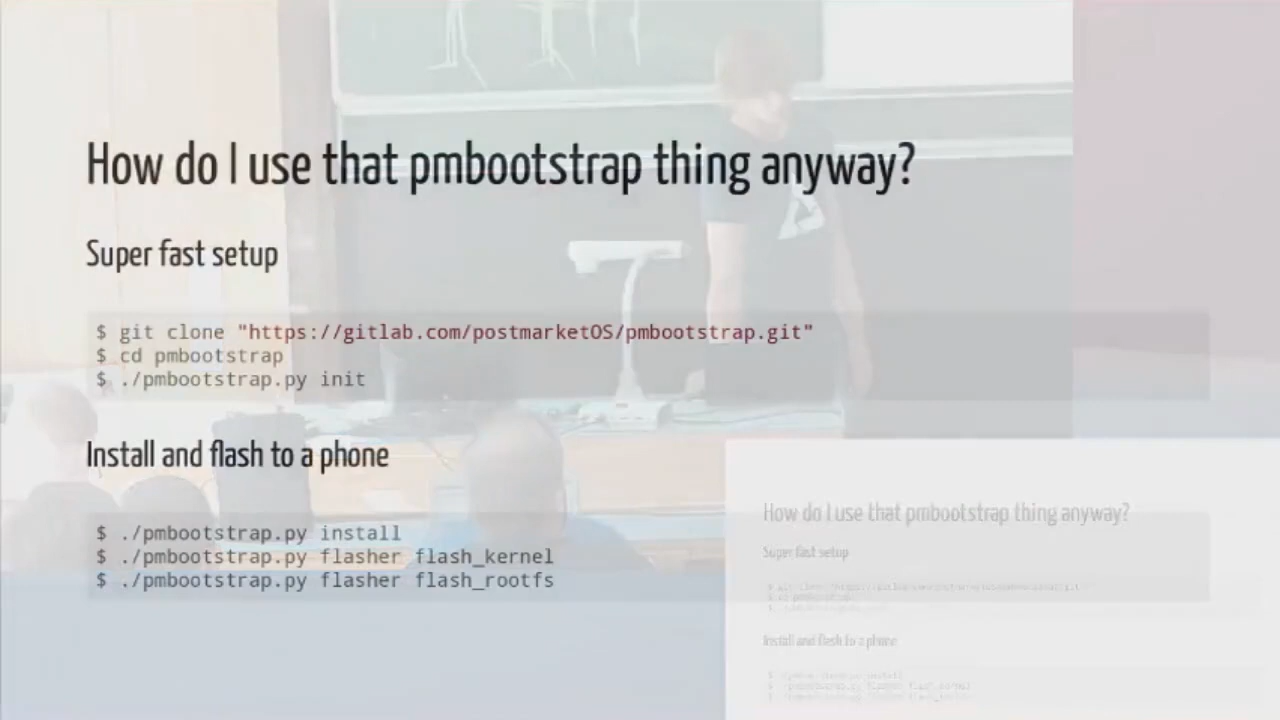 How do I use that pmbootstrap thing anyway?
Super fast setup
$ git clone "https://gitlab.com/postmarketOS/pmbootstrap.git"
$ cd pmbootstrap
$ ./pmbootstrap.py init
Install and flash to a phone
$ ./pmbootstrap.py install
$ ./pmbootstrap.py flasher flash_kernel
$ ./pmbootstrap.py flasher flash_rootfs
How do I use that pmbootstrap thing anyway?
Super fast setup
Install and flash to a phone